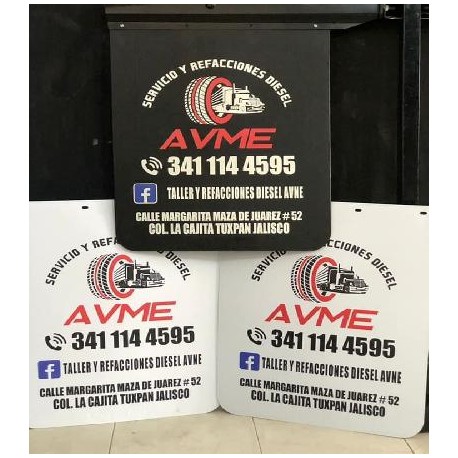 SERVICIO Y REFACCIONES DIESEL
AVME
341 114 4595
f TALLER Y REFACCIONES DIESEL AVNE
CALLE MARGARITA MAZA DE JUAREZ # 52
COL. LA CAJITA TUXPAN JALISCO
SERVICIO Y REFA DIESEL
AVME
341 114 4595
f TALLER Y REFACCIONES DIESEL AVNE
CALLE MARGARITA MAZA DE JUAREZ # 52
COL. LA CAJITA TUXPAN JALISCO
SERVICIO ACCIONES DIESEL
AVME
341 114 4595
f TALLER Y REFACCIONES DIESEL AVNE
CALLE MARGARITA MAZA DE JUAREZ # 52
COL. LA CAJITA TUXPAN JALISCO